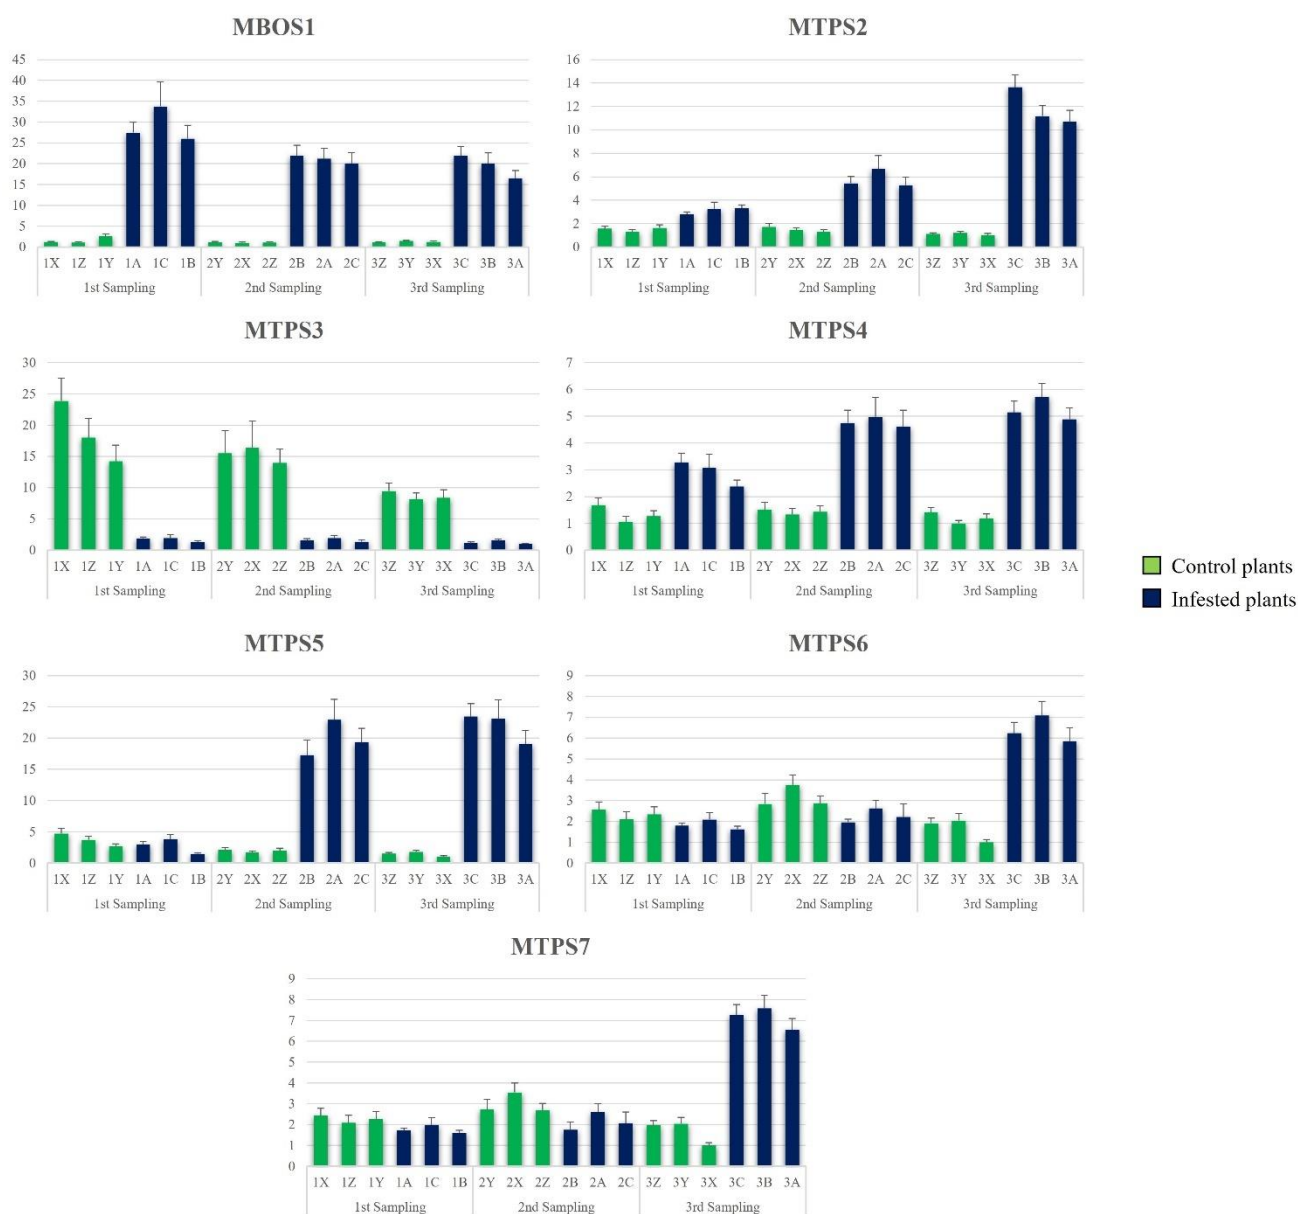 MBOS1
45
40
35
30
25
20
15
10
5
0
1X 1Z 1Y 1A 1C 1B 2Y 2X 2Z 2B 2A 2C 3Z 3Y 3X 3C 3B 3A
1st Sampling 2nd Sampling 3rd Sampling
MTPS2
16
14
12
10
8
6
4
2
0
1X 1Z 1Y 1A 1C 1B 2Y 2X 2Z 2B 2A 2C 3Z 3Y 3X 3C 3B 3A
1st Sampling 2nd Sampling 3rd Sampling
MTPS3
30
25
20
15
10
5
0
1X 1Z 1Y 1A 1C 1B 2Y 2X 2Z 2B 2A 2C 3Z 3Y 3X 3C 3B 3A
1st Sampling 2nd Sampling 3rd Sampling
MTPS4
7
6
5
4
3
2
1
0
1X 1Z 1Y 1A 1C 1B 2Y 2X 2Z 2B 2A 2C 3Z 3Y 3X 3C 3B 3A
1st Sampling 2nd Sampling 3rd Sampling
Control plants
Infested plants
MTPS5
30
25
20
15
10
5
0
1X 1Z 1Y 1A 1C 1B 2Y 2X 2Z 2B 2A 2C 3Z 3Y 3X 3C 3B 3A
1st Sampling 2nd Sampling 3rd Sampling
MTPS6
9
8
7
6
5
4
3
2
1
0
1X 1Z 1Y 1A 1C 1B 2Y 2X 2Z 2B 2A 2C 3Z 3Y 3X 3C 3B 3A
1st Sampling 2nd Sampling 3rd Sampling
MTPS7
9
8
7
6
5
4
3
2
1
0
1X 1Z 1Y 1A 1C 1B 2Y 2X 2Z 2B 2A 2C 3Z 3Y 3X 3C 3B 3A
1st Sampling 2nd Sampling 3rd Sampling